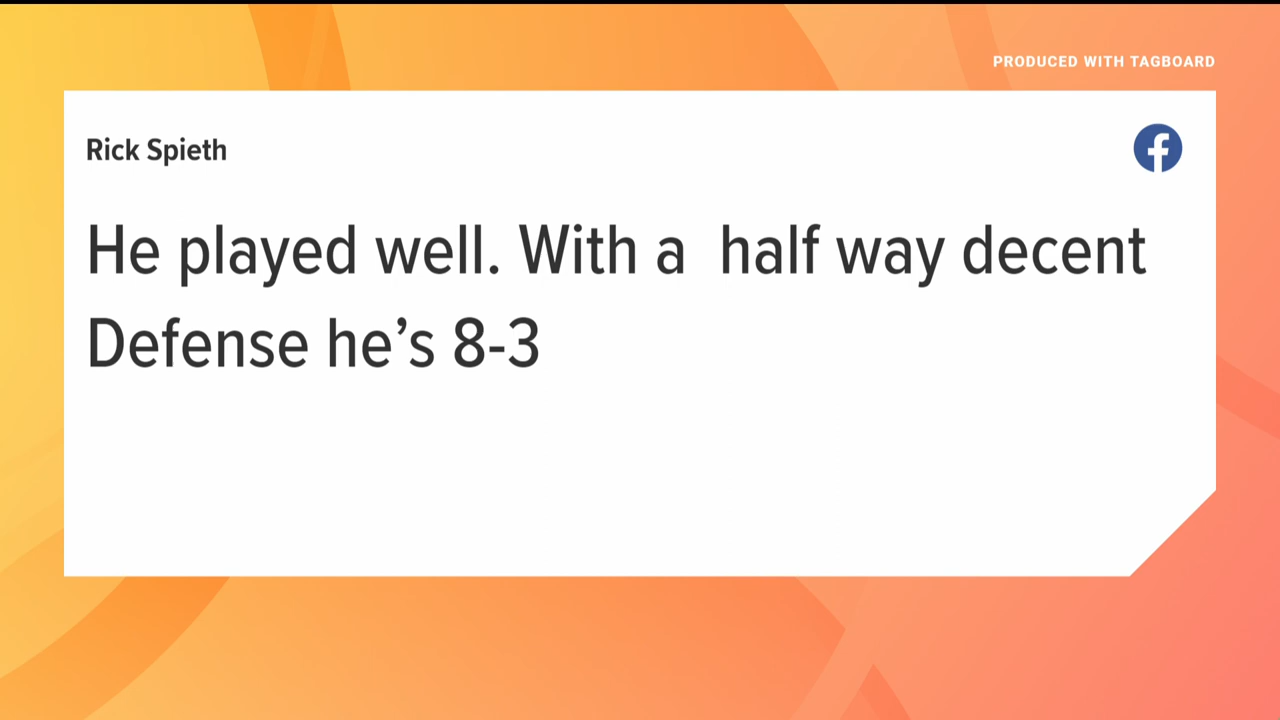 PRODUCED WITH TAGBOARD
Rick Spieth
He played well. With a  half way decent
Defense he’s 8-3